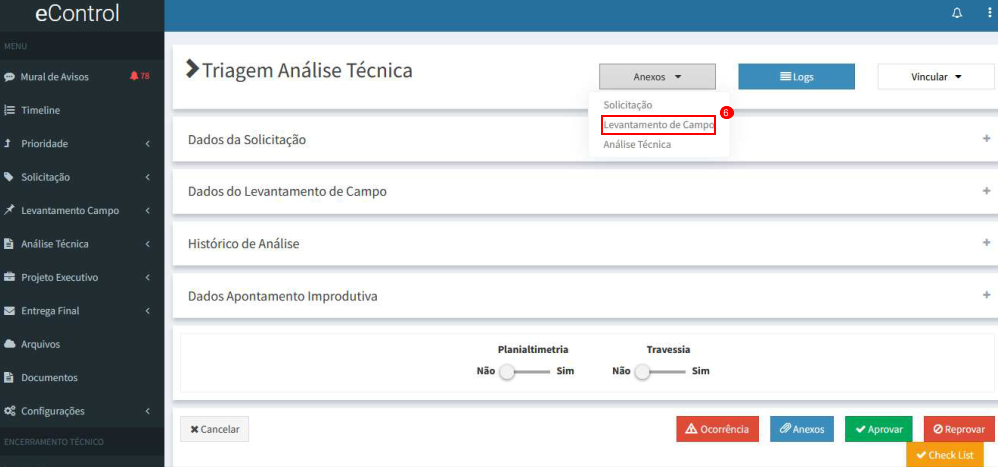 eControl
MENU
Mural de Avisos 78
Timeline
Prioridade
Solicitação
Levantamento Campo
Análise Técnica
Projeto Executivo
Entrega Final
Arquivos
Documentos
Configurações
ENCERRAMENTO TÉCNICO
Triagem Análise Técnica
Anexos
Logs
Vincular
Solicitação
Levantamento de Campo
6
Análise Técnica
Dados da Solicitação
Dados do Levantamento de Campo
Histórico de Análise
Dados Apontamento Improdutiva
Planialtimetria
Não Sim
Travessia
Não Sim
Cancelar
Ocorrência
Anexos
Aprovar
Reprovar
Check List